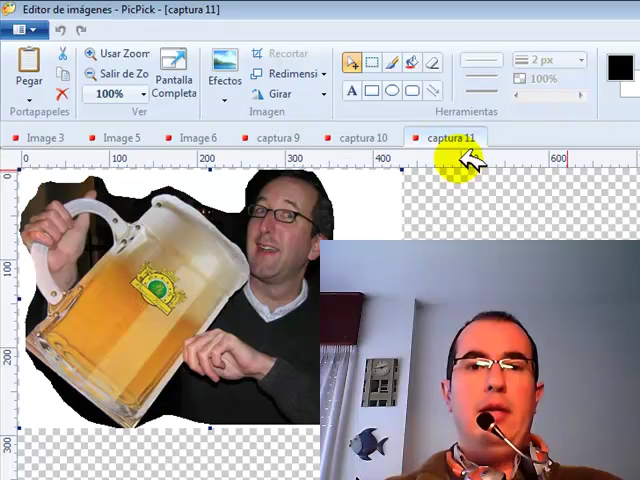 Editor de imágenes - PicPick - [captura 11]
Pegar
Usar Zoom
Salir de Zo
100%
Pantalla
Completa
Efectos
Recortar
Redimensi
Girar
2 px
100%
Portapapeles
Ver
Imagen
Herramientas
Image 3
Image 5
Image 6
captura 9
captura 10
captura 11
0 100 200 300 400 600
0
100
200
300